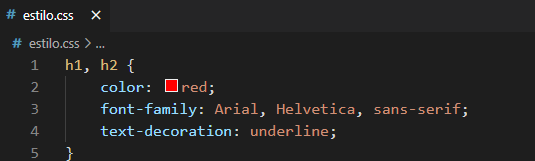 # estilo.css ×
# estilo.css > ...
1 h1, h2 {
2     color: red;
3     font-family: Arial, Helvetica, sans-serif;
4     text-decoration: underline;
5 }